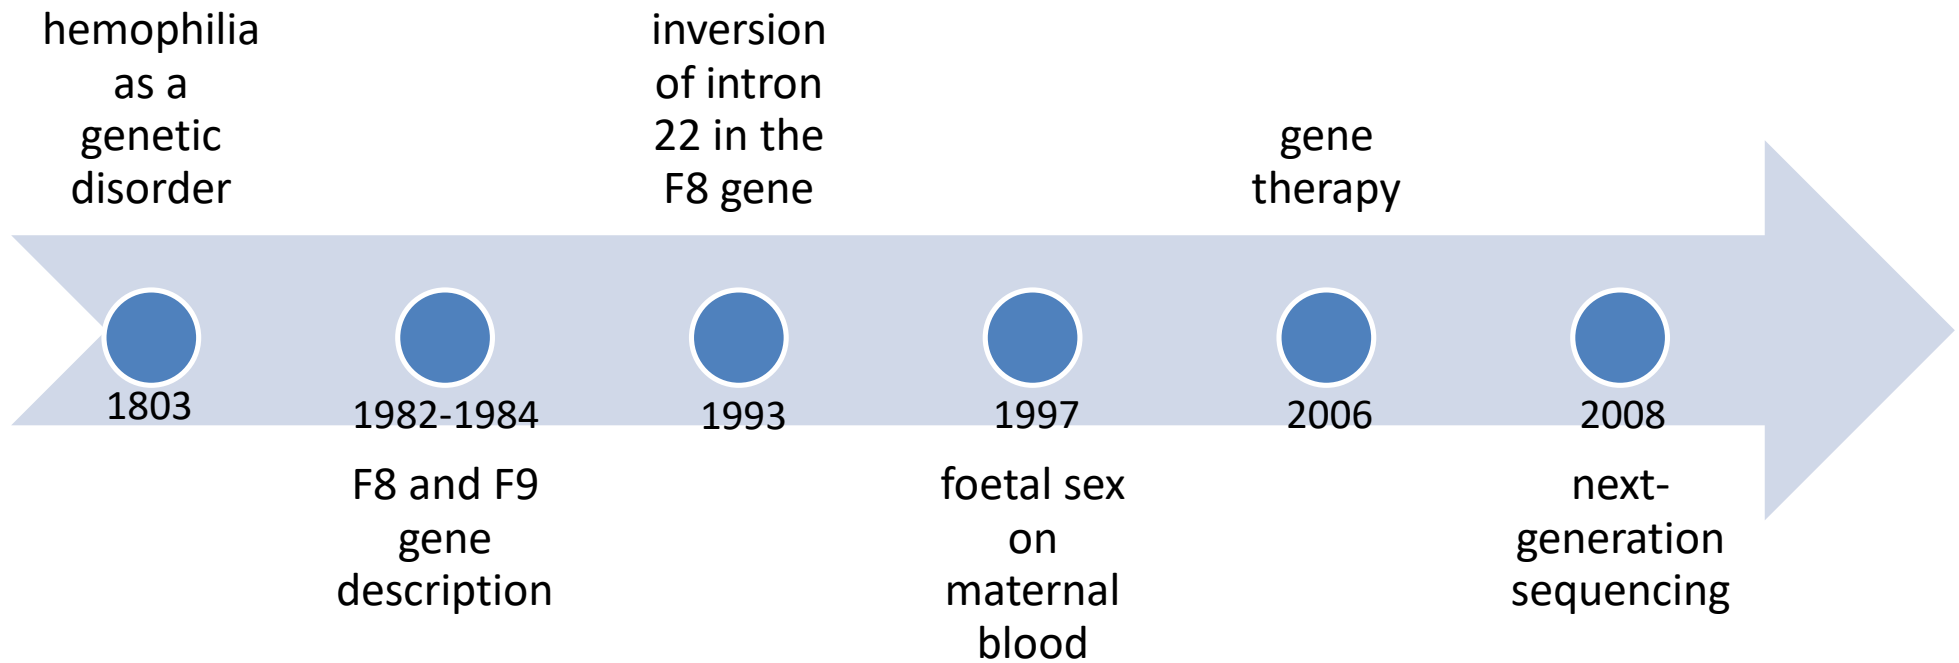 hemophilia
as a
genetic
disorder
1803
1982-1984
F8 and F9
gene
description
inversion
of intron
22 in the
F8 gene
1993
1997
foetal sex
on
maternal
blood
gene
therapy
2006
2008
next-
generation
sequencing